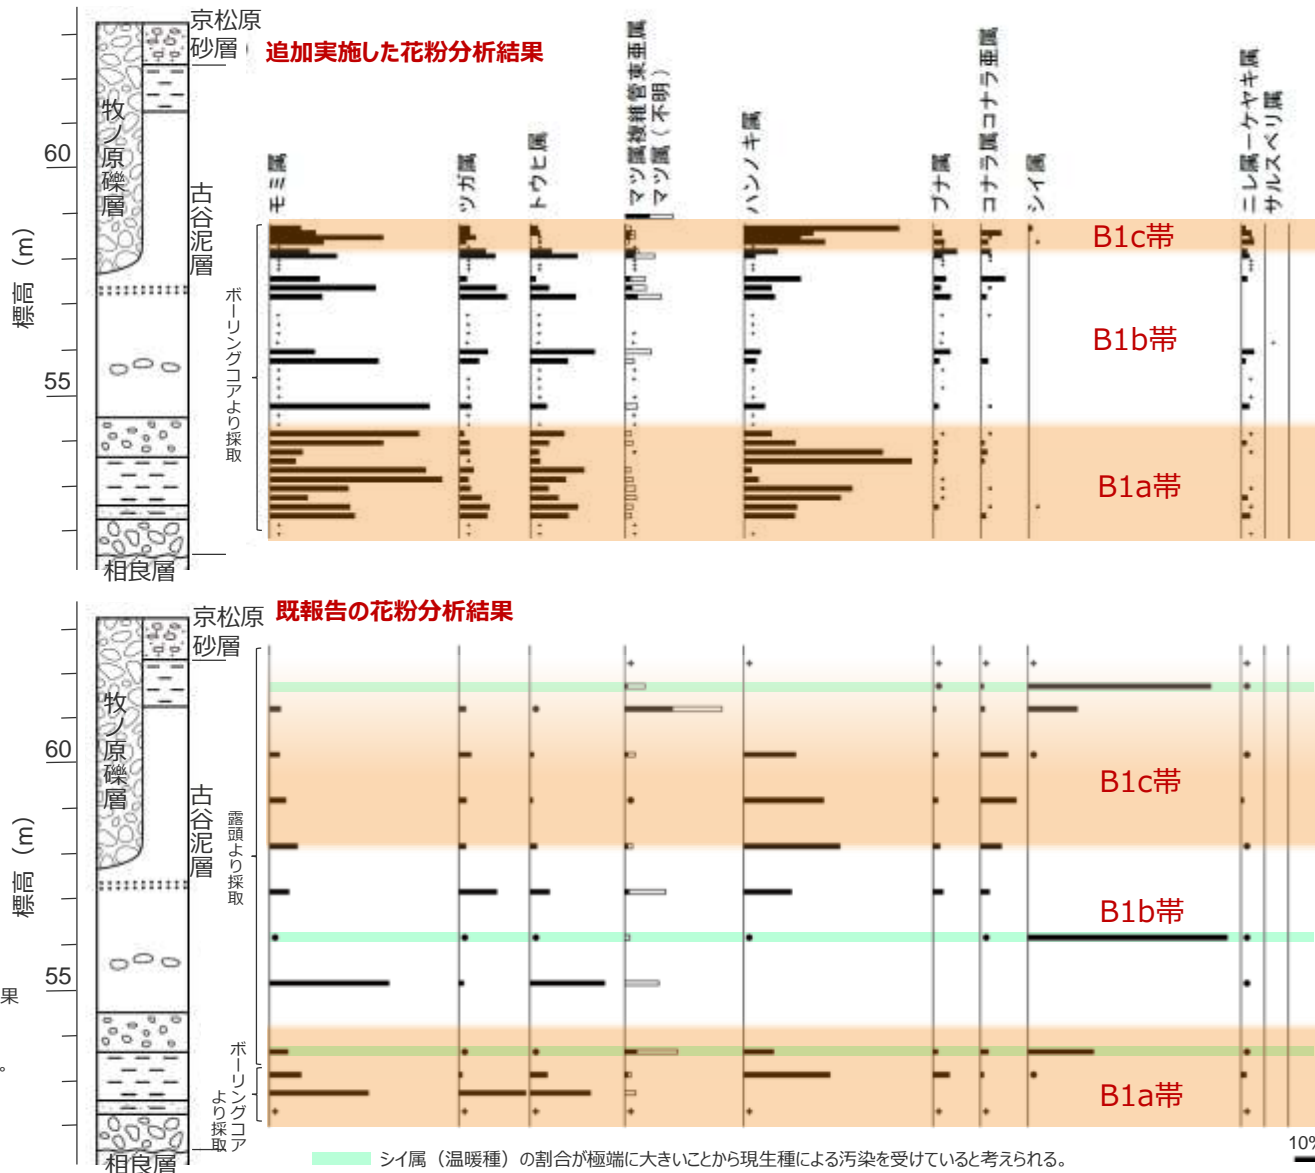 京松原
砂層
追加実施した花粉分析結果
牧ノ原礫層
古谷泥層
標高（m）
60
55
ボーリングコアより採取
相良層
モミ属
ツガ属
トウヒ属
マツ属複維管束亜属
マツ属（不明）
ハンノキ属
ブナ属
コナラ属コナラ亜属
シイ属
ニレ属ーケヤキ属
サルスベリ属
B1c帯
B1b帯
B1a帯
京松原
砂層
既報告の花粉分析結果
牧ノ原礫層
古谷泥層
標高（m）
60
55
露頭より採取
ボーリングコア
より採取
相良層
B1c帯
B1b帯
B1a帯
果
。
10%
シイ属（温暖種）の割合が極端に大きいことから現生種による汚染を受けていると考えられる。